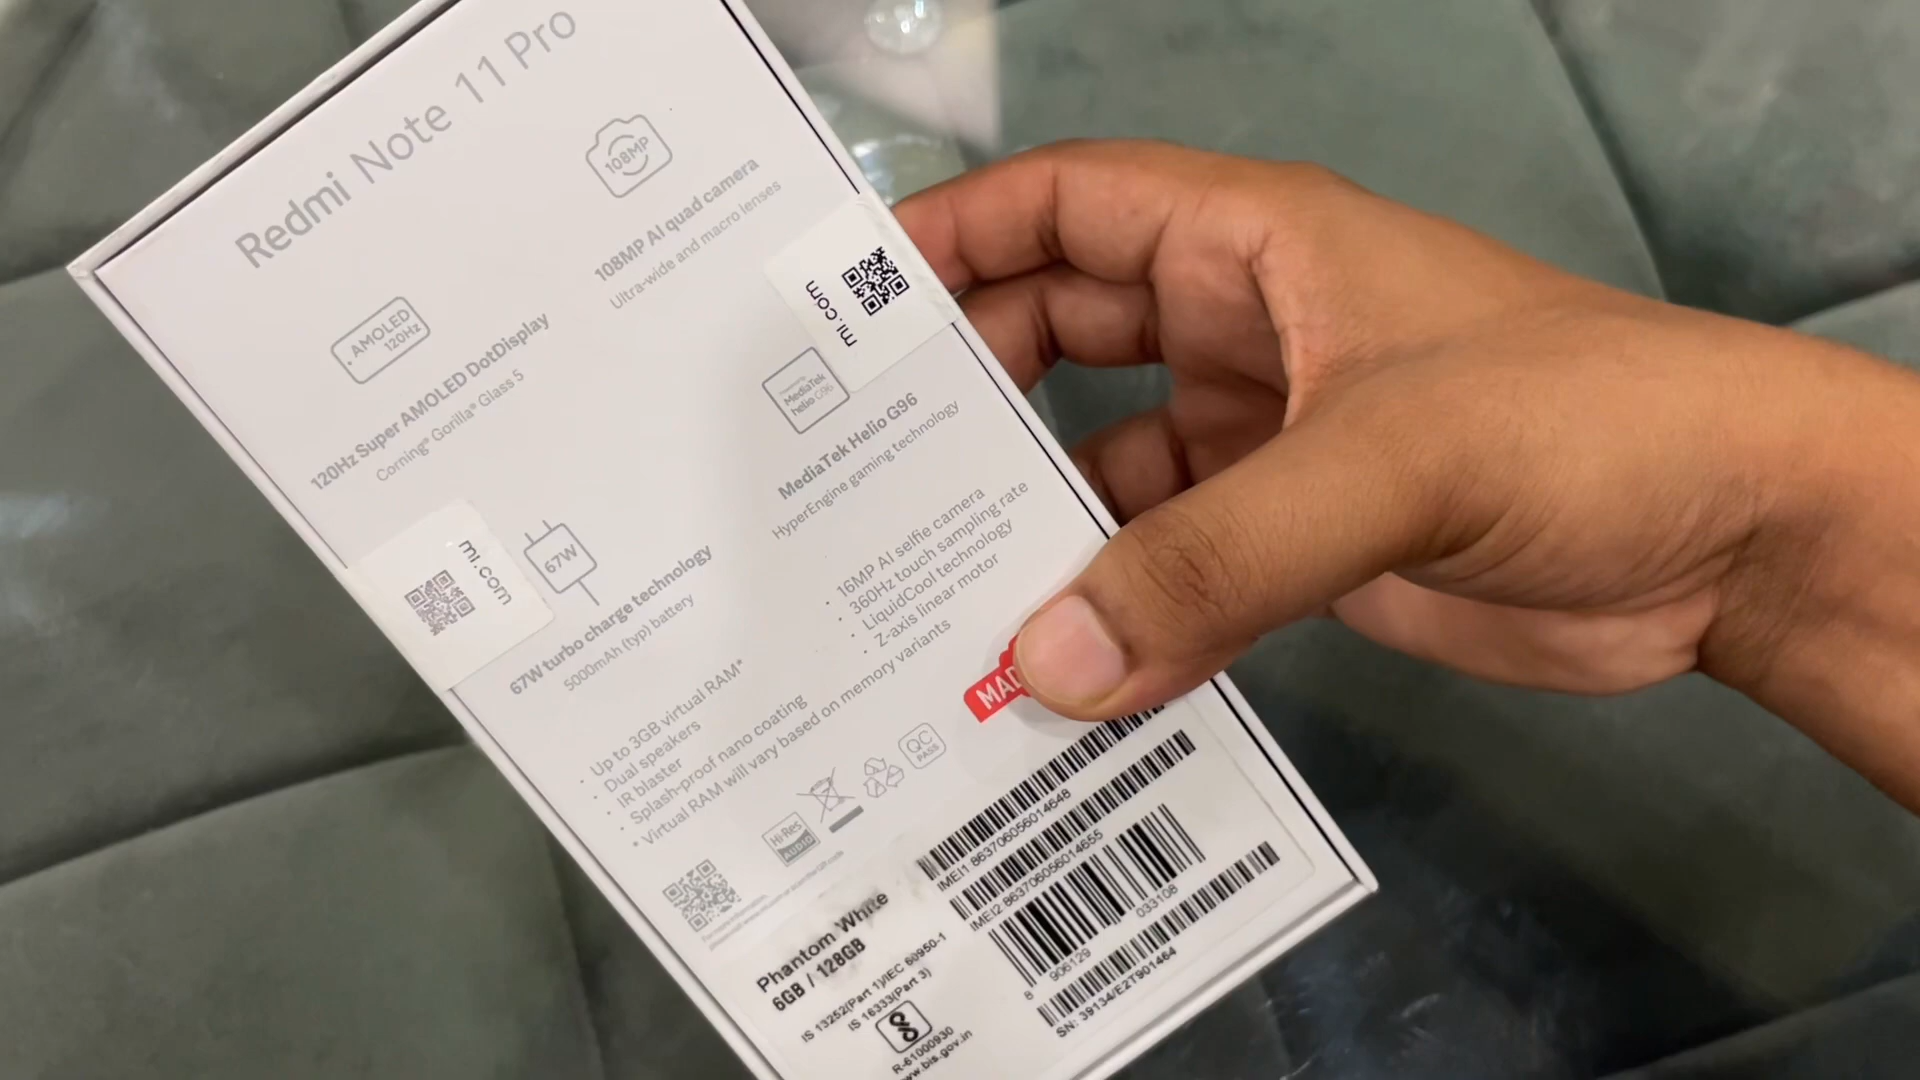 Redmi Note 11 Pro
108MP
108MP AI quad camera
Ultra-wide and macro lenses
AMOLED
120Hz
120Hz Super AMOLED DotDisplay
Corning® Gorilla® Glass 5
mi.com
MediaTek
helio G96
MediaTek Helio G96
HyperEngine gaming technology
mi.com
67W
67W turbo charge technology
5000mAh (typ) battery
• 16MP AI selfie camera
• 360Hz touch sampling rate
• LiquidCool technology
• Z-axis linear motor
• Up to 3GB virtual RAM*
• Dual speakers
• IR blaster
• Splash-proof nano coating
* Virtual RAM will vary based on memory variants
QC
PASS
Hi-Res
AUDIO
Phantom White
6GB / 128GB
IS 13252(Part 1)/IEC 60950-1
IS 16333(Part 3)
R-61000930
www.bis.gov.in
IMEI1 863706056014648
IMEI2:863706056014655
8 906129 033108
SN: 39134/E2T901464